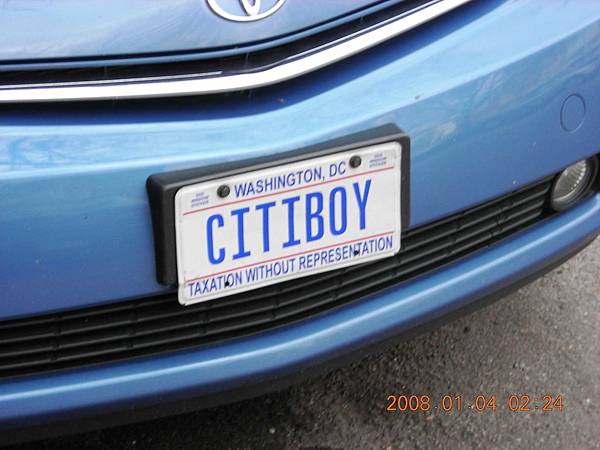 WASHINGTON, DC
CITIBOY
TAXATION WITHOUT REPRESENTATION
2008.01.04 02:24